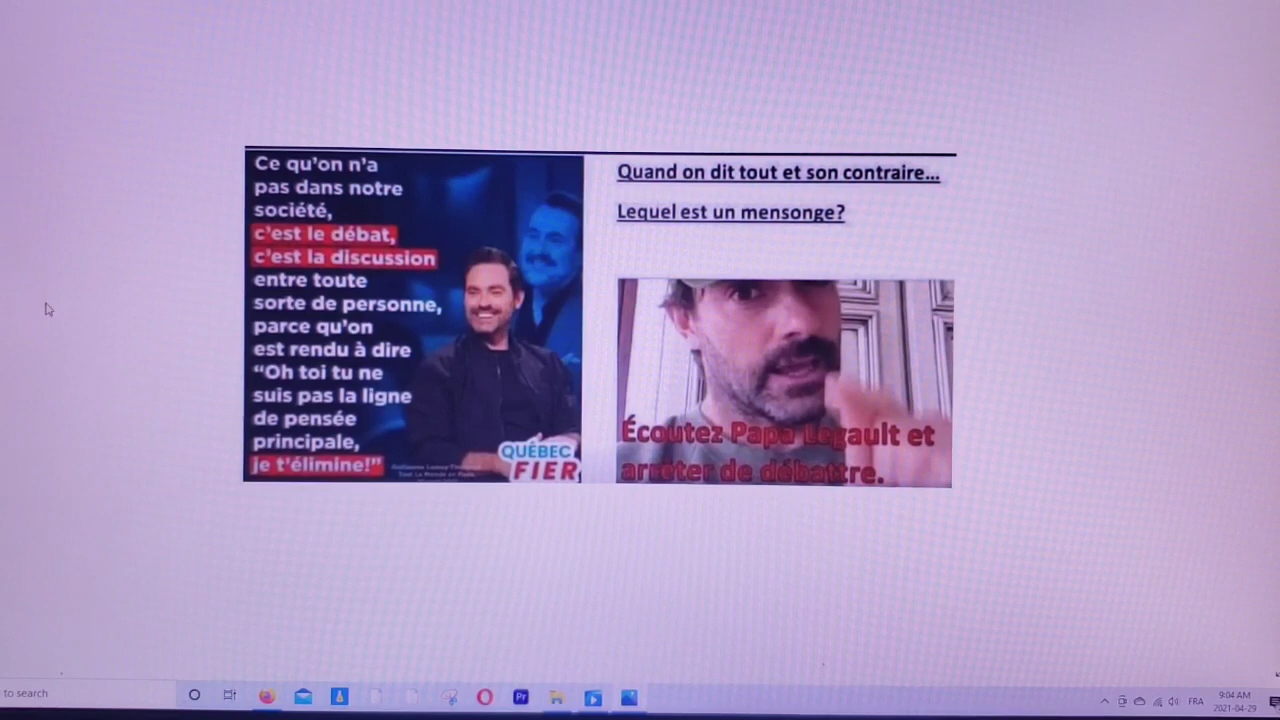 Ce qu'on n'a
pas dans notre
société,
c'est le débat,
c'est la discussion
entre toute
sorte de personne,
parce qu'on
est rendu à dire
“Oh toi tu ne
suis pas la ligne
de pensée
principale,
je t'élimine!”
QUÉBEC
FIER
Quand on dit tout et son contraire...
Lequel est un mensonge?
Écoutez Papa Legault et
arrêter de débattre.
to search
FRA
9:04 AM
2021-04-29
Pr